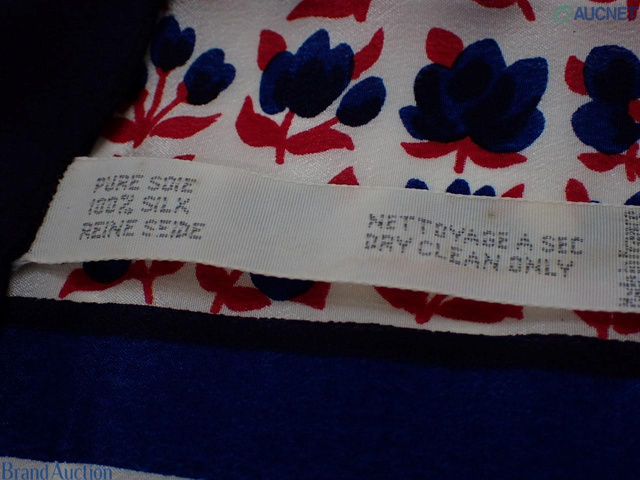 AUCNET
PURE SOIE
100% SILK
REINE SEIDE
NETTOYAGE A SEC
DRY CLEAN ONLY
BrandAuction